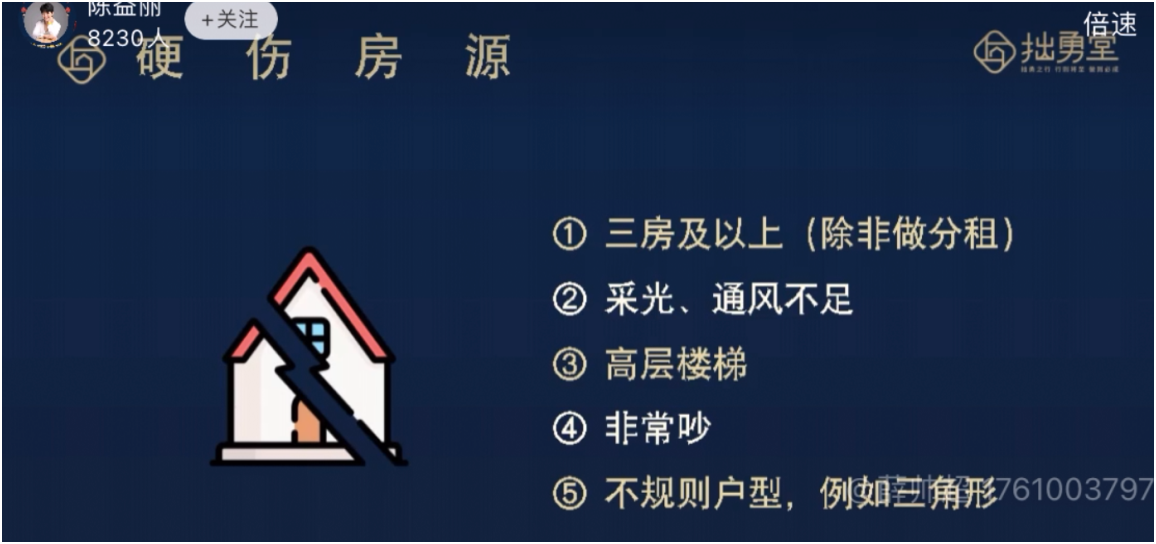 陈益丽
8230人
+关注
倍速
硬伤房源
拙勇堂
① 三房及以上（除非做分租）
② 采光、通风不足
③ 高层楼梯
④ 非常吵
⑤ 不规则户型，例如三角形
1761003797